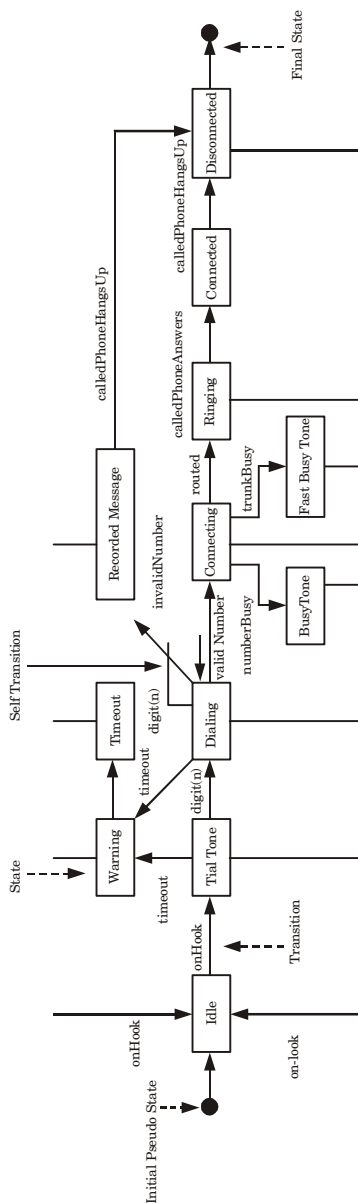 Initial Pseudo State
Idle
onHook
on-look
onHook
Transition
State
Warning
timeout
Tial Tone
Timeout
timeout
digit(n)
Dialing
Self Transition
digit(n)
invalidNumber
valid Number
numberBusy
BusyTone
Recorded Message
Connecting
routed
trunkBusy
Fast Busy Tone
Ringing
calledPhoneAnswers
Connected
calledPhoneHangsUp
calledPhoneHangsUp
Disconnected
Final State